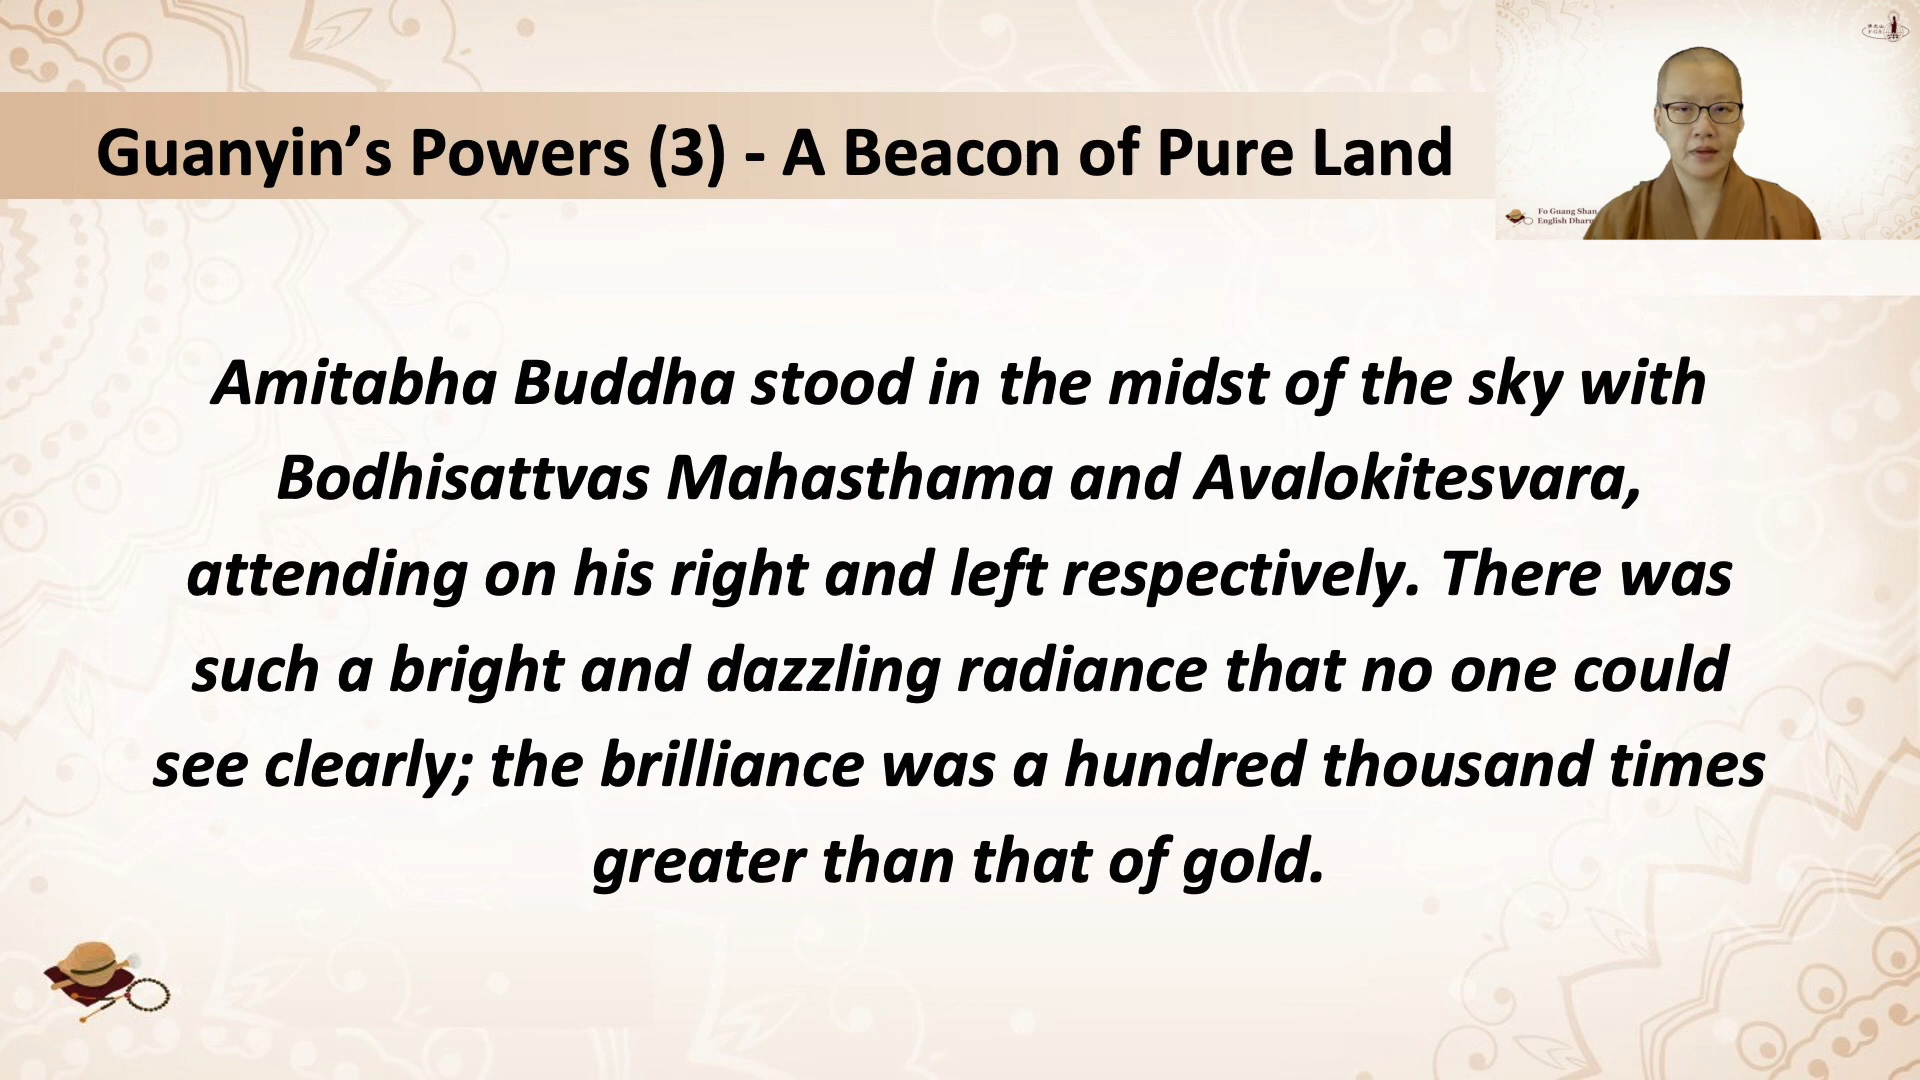 Guanyin’s Powers (3) - A Beacon of Pure Land
Fo Guang Shan
English Dharm
Amitabha Buddha stood in the midst of the sky with
Bodhisattvas Mahasthama and Avalokitesvara,
attending on his right and left respectively. There was
such a bright and dazzling radiance that no one could
see clearly; the brilliance was a hundred thousand times
greater than that of gold.